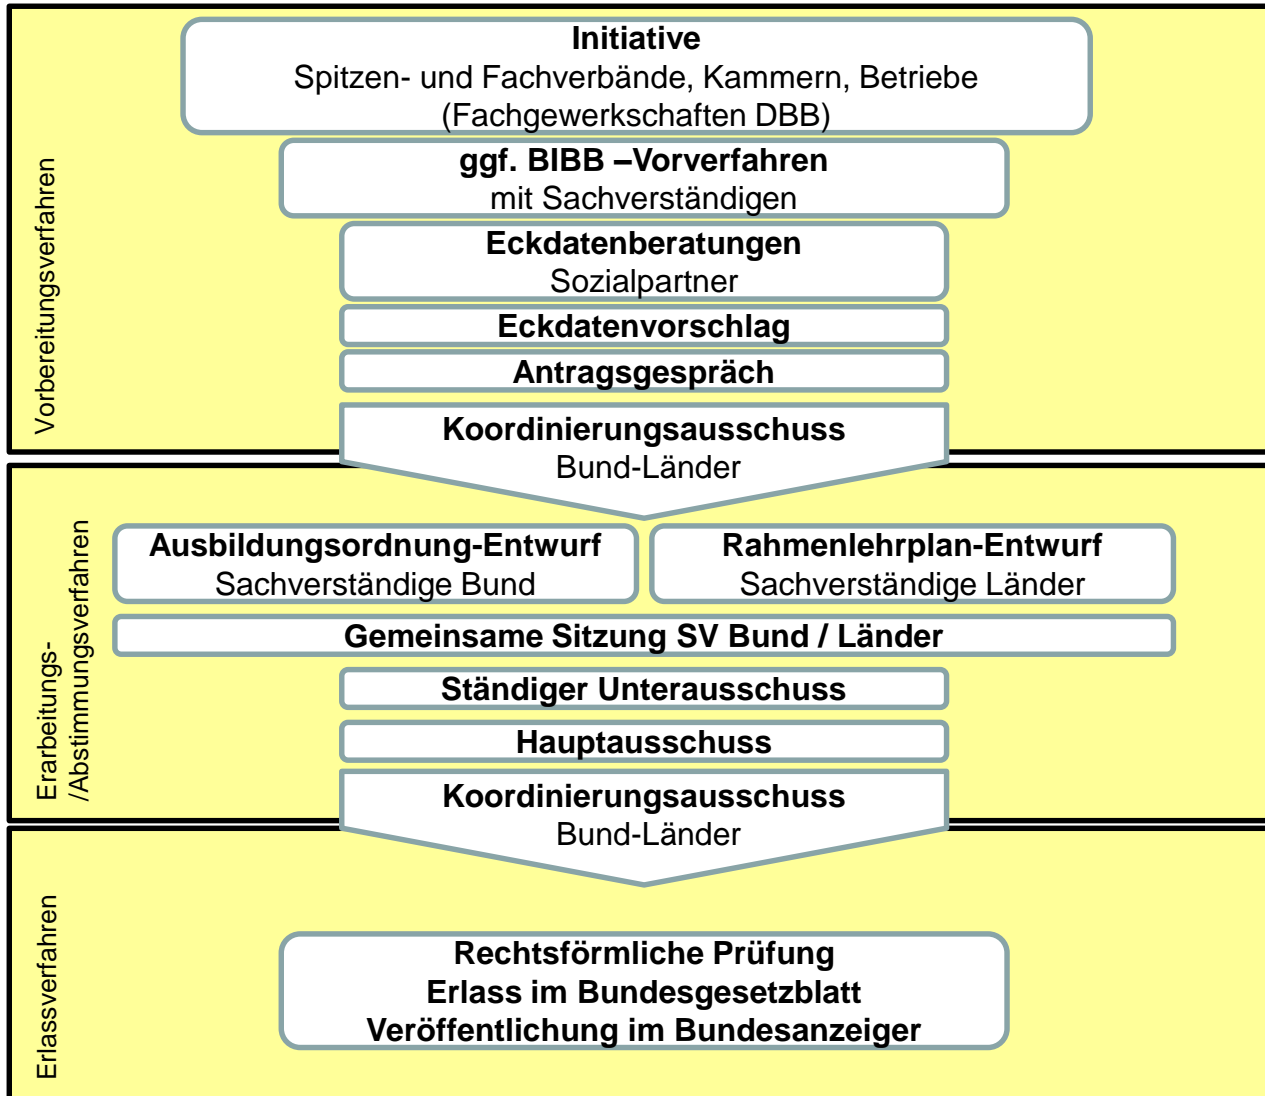 Vorbereitungsverfahren
Initiative
Spitzen- und Fachverbände, Kammern, Betriebe
(Fachgewerkschaften DBB)
ggf. BIBB –Vorverfahren
mit Sachverständigen
Eckdatenberatungen
Sozialpartner
Eckdatenvorschlag
Antragsgespräch
Koordinierungsausschuss
Bund-Länder
Erarbeitungs-
/Abstimmungsverfahren
Ausbildungsordnung-Entwurf
Sachverständige Bund
Rahmenlehrplan-Entwurf
Sachverständige Länder
Gemeinsame Sitzung SV Bund / Länder
Ständiger Unterausschuss
Hauptausschuss
Koordinierungsausschuss
Bund-Länder
Erlassverfahren
Rechtsförmliche Prüfung
Erlass im Bundesgesetzblatt
Veröffentlichung im Bundesanzeiger